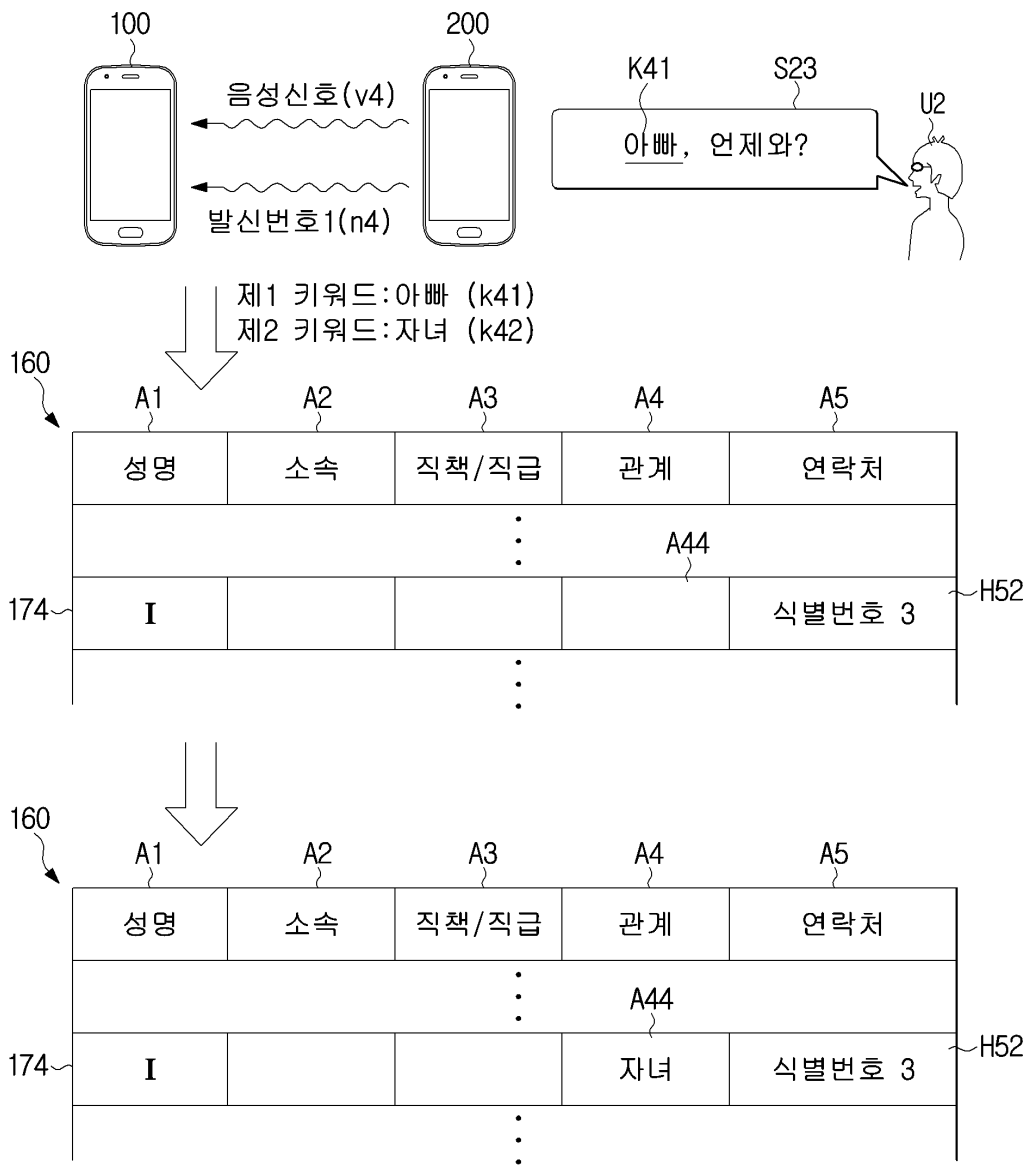 100
200
K41
S23
U2
음성신호(v4)
아빠, 언제와?
발신번호1(n4)
제1 키워드:아빠 (k41)
제2 키워드:자녀 (k42)
160
A1 A2 A3 A4 A5
성명 소속 직책/직급 관계 연락처
A44
174 I 식별번호 3 H52
160
A1 A2 A3 A4 A5
성명 소속 직책/직급 관계 연락처
A44
174 I 자녀 식별번호 3 H52